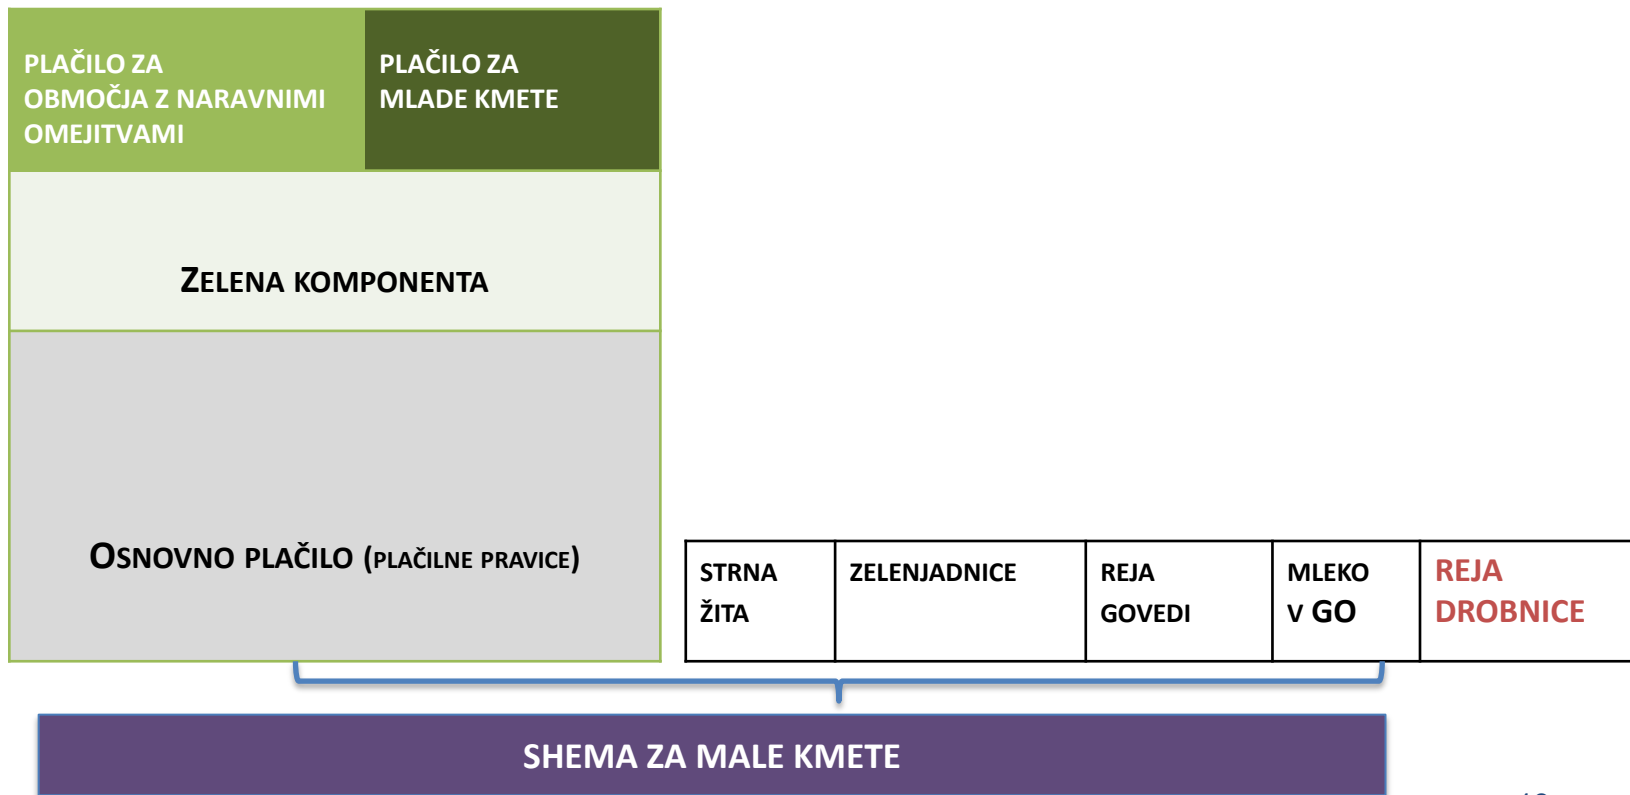 PLAČILO ZA
OBMOČJA Z NARAVNIMI
OMEJITVAMI
PLAČILO ZA
MLADE KMETE
ZELENA KOMPONENTA
OSNOVNO PLAČILO (PLAČILNE PRAVICE)
STRNA
ŽITA
ZELENJADNICE
REJA
GOVEDI
MLEKO
V GO
REJA
DROBNICE
SHEMA ZA MALE KMETE